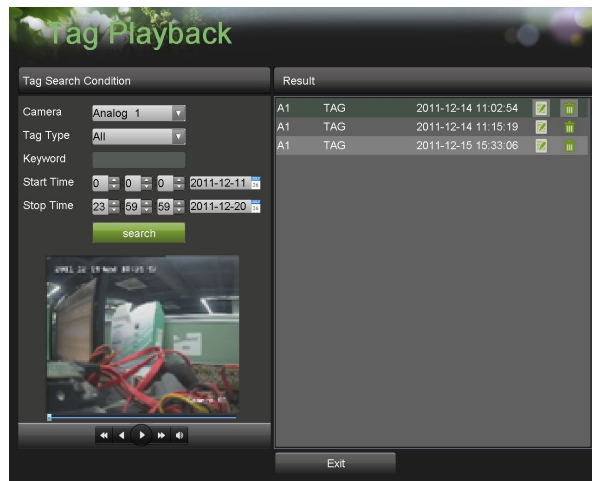 Tag Playback
Tag Search Condition
Camera Analog 1
Tag Type All
Keyword
Start Time 0 0 0 2011-12-11
Stop Time 23 59 59 2011-12-20
search
Result
A1 TAG 2011-12-14 11:02:54
A1 TAG 2011-12-14 11:15:19
A1 TAG 2011-12-15 15:33:06
Exit